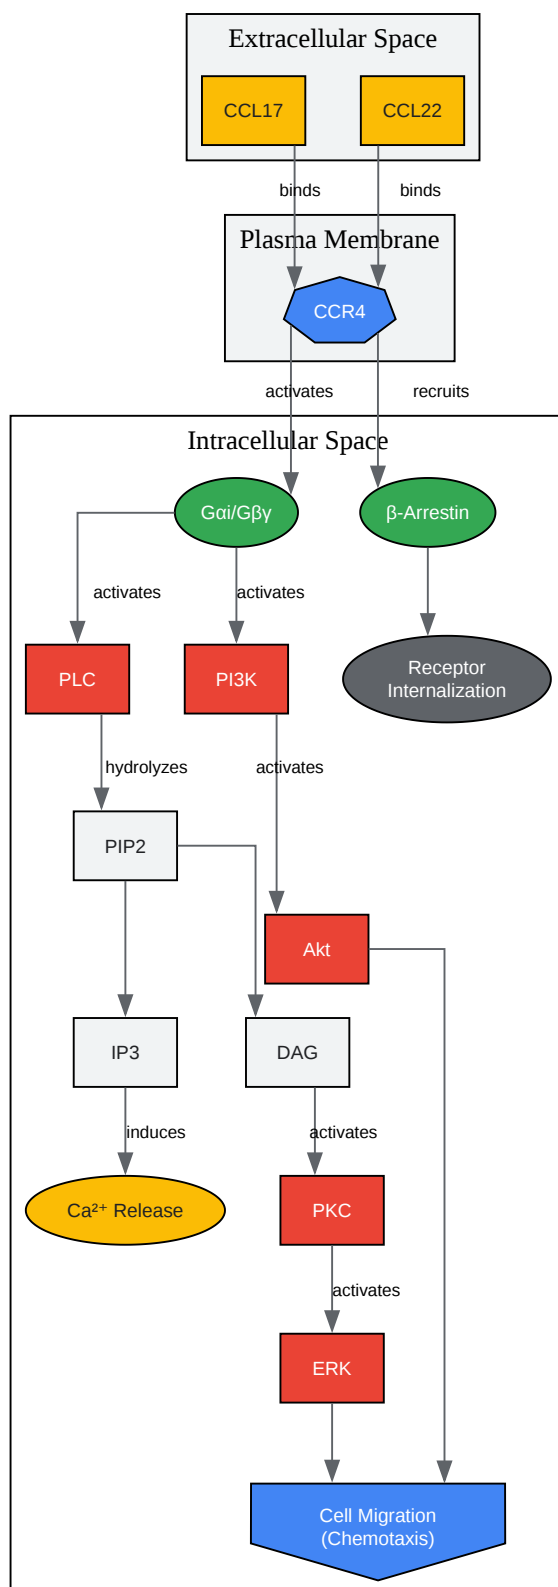 Extracellular Space
CCL17
CCL22
binds
binds
Plasma Membrane
CCR4
activates
recruits
Intracellular Space
Gαi/Gβγ
β-Arrestin
activates
activates
PLC
PI3K
Receptor
Internalization
hydrolyzes
activates
PIP2
Akt
IP3
DAG
induces
activates
Ca²⁺ Release
PKC
activates
ERK
Cell Migration
(Chemotaxis)